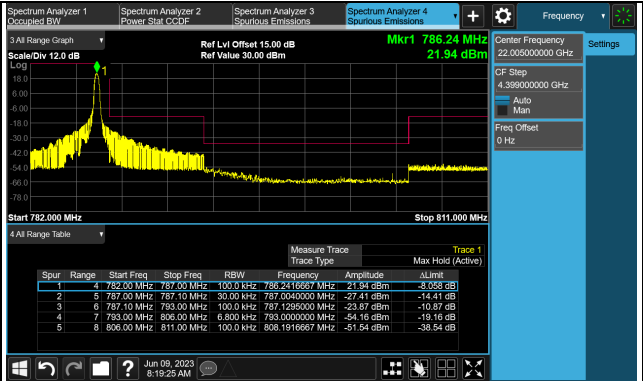 Spectrum Analyzer 1
Occupied BW
Spectrum Analyzer 2
Power Stat CCDF
Spectrum Analyzer 3
Spurious Emissions
Spectrum Analyzer 4
Spurious Emissions
Frequency
3 All Range Graph
Scale/Div 12.0 dB
Ref Lvl Offset 15.00 dB
Ref Value 30.00 dBm
Mkr1 786.24 MHz
21.94 dBm
Log
1
18.0
6.00
-6.00
-18.0
-30.0
-42.0
-54.0
-66.0
-78.0
Start 782.000 MHz
Stop 811.000 MHz
4 All Range Table
Measure Trace Trace 1
Trace Type Max Hold (Active)
Spur Range Start Freq Stop Freq RBW Frequency Amplitude ΔLimit
1 4 782.00 MHz 787.00 MHz 100.0 kHz 786.2416667 MHz 21.94 dBm -8.058 dB
2 5 787.00 MHz 787.10 MHz 30.00 kHz 787.0040000 MHz -27.41 dBm -14.41 dB
3 6 787.10 MHz 793.00 MHz 100.0 kHz 787.1295000 MHz -23.87 dBm -10.87 dB
4 7 793.00 MHz 806.00 MHz 6.800 kHz 793.0000000 MHz -54.16 dBm -19.16 dB
5 8 806.00 MHz 811.00 MHz 100.0 kHz 808.1916667 MHz -51.54 dBm -38.54 dB
Center Frequency
22.005000000 GHz
Settings
CF Step
4.399000000 GHz
Auto
Man
Freq Offset
0 Hz
?
Jun 09, 2023
8:19:25 AM